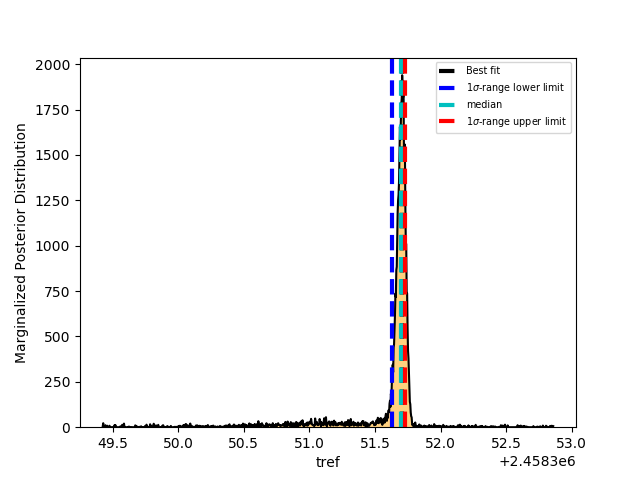 2000
1750
1500
1250
1000
750
500
250
0
Marginalized Posterior Distribution
Best fit
1σ-range lower limit
median
1σ-range upper limit
49.5 50.0 50.5 51.0 51.5 52.0 52.5 53.0
tref
+2.4583e6